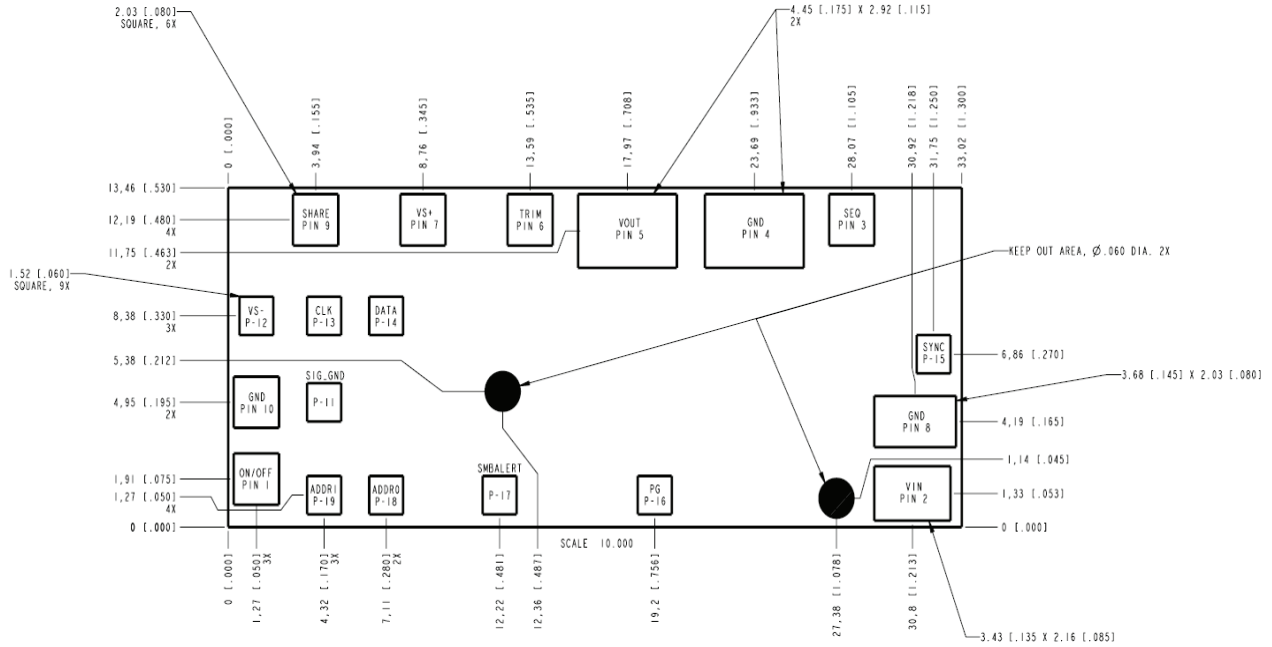 2.03 [.080]
SQUARE, 6X
4.45 [.175] X 2.92 [.115]
2X
0 [.000]
3,94 [.155]
8,76 [.345]
13,59 [.535]
17,97 [.708]
23,69 [.933]
28,07 [1.105]
30,92 [1.218]
31,75 [1.250]
33,02 [1.300]
13,46 [.530]
12,19 [.480]
4X
11,75 [.463]
2X
SHARE
PIN 9
VS+
PIN 7
TRIM
PIN 6
VOUT
PIN 5
GND
PIN 4
SEQ
PIN 3
KEEP OUT AREA, Ø.060 DIA. 2X
1.52 [.060]
SQUARE, 9X
8,38 [.330]
3X
VS-
P-12
CLK
P-13
DATA
P-14
SYNC
P-15
6,86 [.270]
5,38 [.212]
3.68 [.145] X 2.03 [.080]
4,95 [.195]
2X
GND
PIN 10
SIG_GND
P-11
GND
PIN 8
4,19 [.165]
1,14 [.045]
1,91 [.075]
1,27 [.050]
4X
ON/OFF
PIN 1
ADDR1
P-19
ADDR0
P-18
SMBALERT
P-17
PG
P-16
VIN
PIN 2
1,33 [.053]
0 [.000]
0 [.000]
SCALE 10.000
0 [.000]
1,27 [.050]
3X
4,32 [.170]
3X
7,11 [.280]
2X
12,22 [.481]
12,36 [.487]
19,2 [.756]
27,38 [1.078]
30,8 [1.213]
3.43 [.135 X 2.16 [.085]